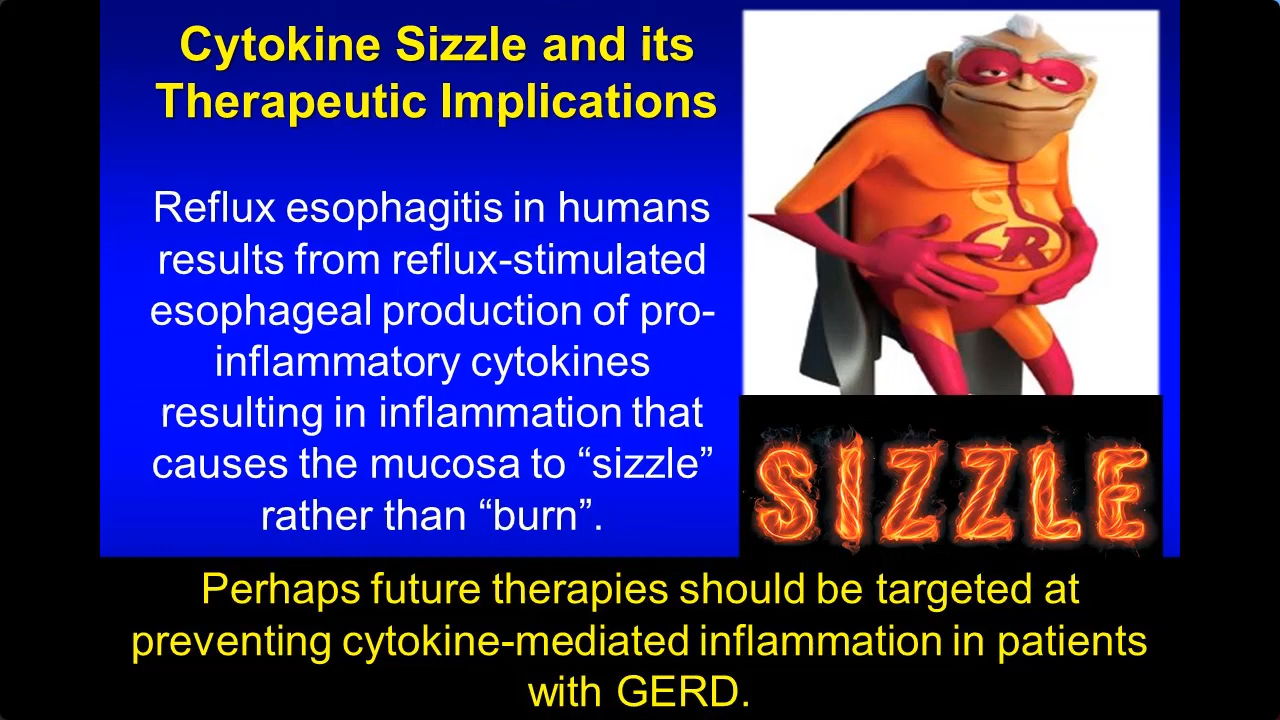 Cytokine Sizzle and its
Therapeutic Implications
Reflux esophagitis in humans
results from reflux-stimulated
esophageal production of pro-
inflammatory cytokines
resulting in inflammation that
causes the mucosa to “sizzle”
rather than “burn”.
R
SIZZLE
Perhaps future therapies should be targeted at
preventing cytokine-mediated inflammation in patients
with GERD.